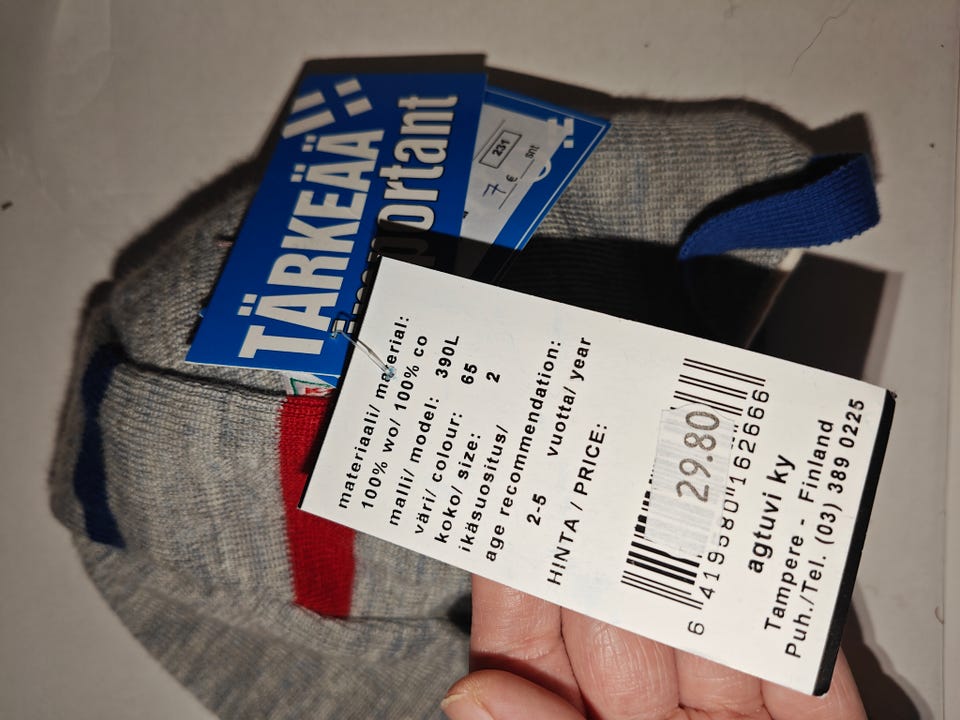 TÄRKEÄÄ
important
231
7 €
materiaali/ material:
100% wo/ 100% co
malli/ model: 390L
väri/ colour: 65
koko/ size: 2
ikäsuositus/
age recommendation:
2-5 vuotta/ year
HINTA / PRICE:
29.80
6 419580 162666
agtuvi ky
Tampere - Finland
Puh./Tel. (03) 389 0225